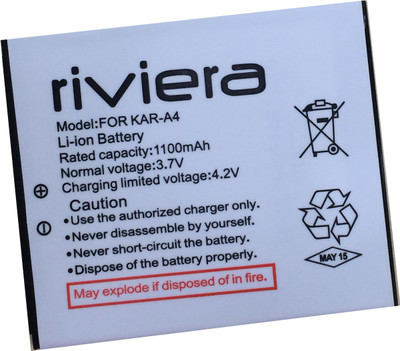 riviera
Model:FOR KAR-A4
Li-ion Battery
Rated capacity:1100mAh
Normal voltage:3.7V
Charging limited voltage:4.2V
Caution
•Use the authorized charger only.
•Never disassembly by yourself.
•Never short-circuit the battery.
•Dispose of the battery properly.
May explode if disposed of in fire.
MAY 15